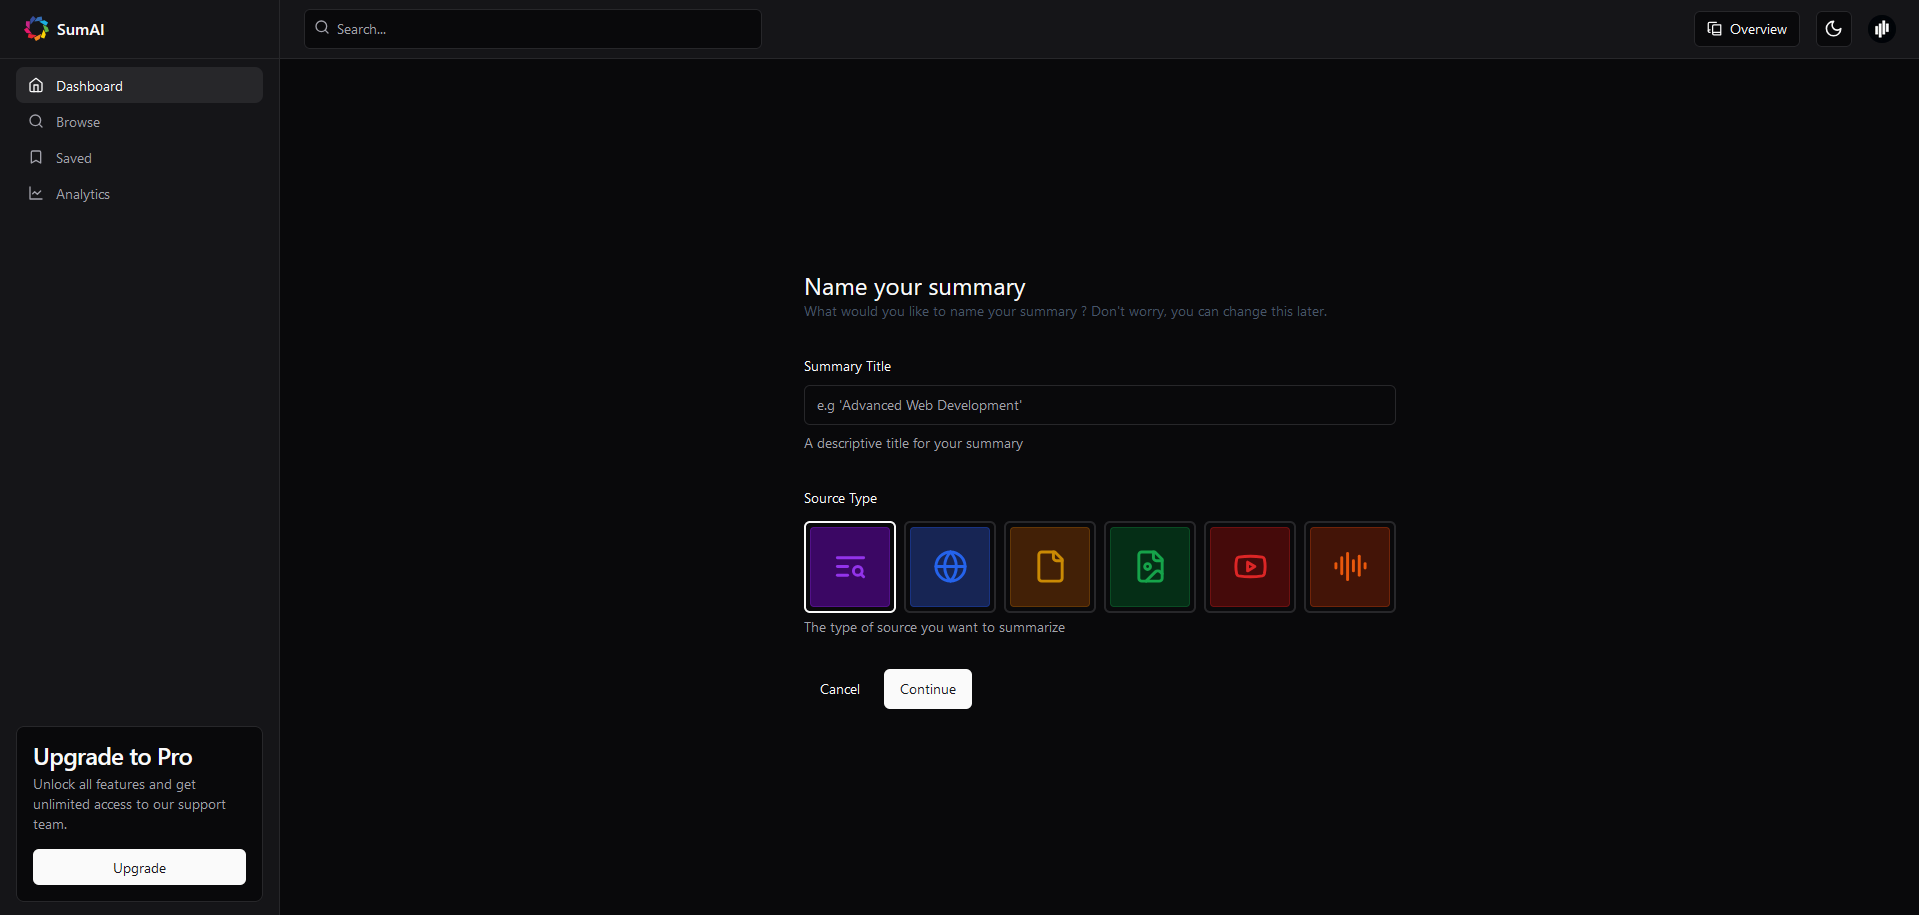 SumAI
Search...
Overview
Dashboard
Browse
Saved
Analytics
Name your summary
What would you like to name your summary ? Don't worry, you can change this later.
Summary Title
e.g 'Advanced Web Development'
A descriptive title for your summary
Source Type
The type of source you want to summarize
Cancel
Continue
Upgrade to Pro
Unlock all features and get
unlimited access to our support
team.
Upgrade